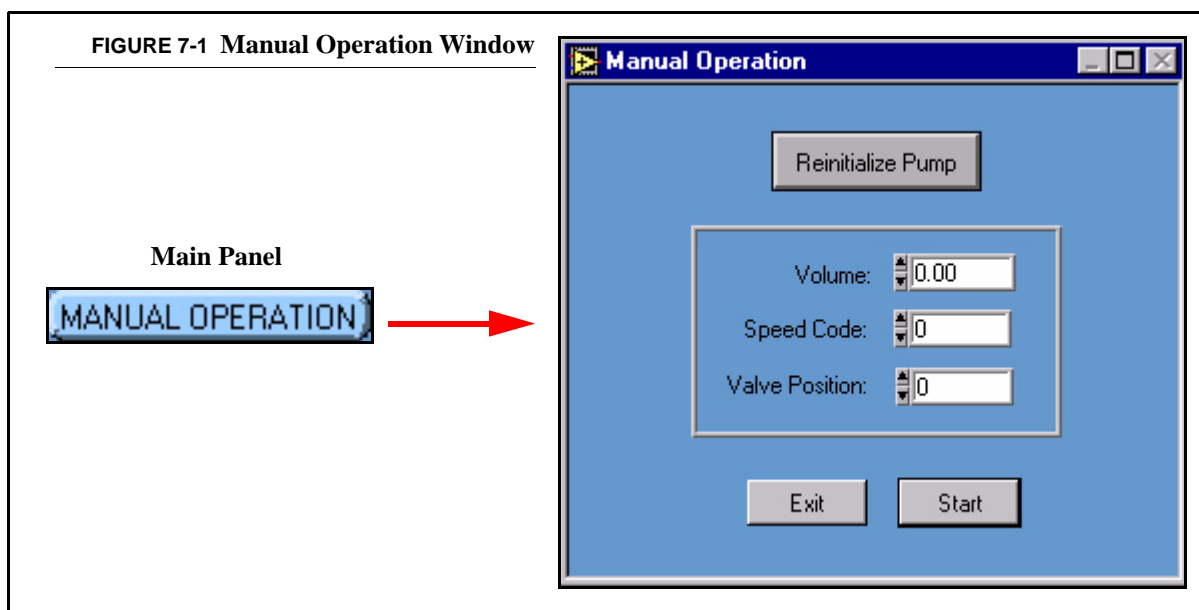 FIGURE 7-1 Manual Operation Window
Main Panel
MANUAL OPERATION
Manual Operation
Reinitialize Pump
Volume: 0.00
Speed Code: 0
Valve Position: 0
Exit Start